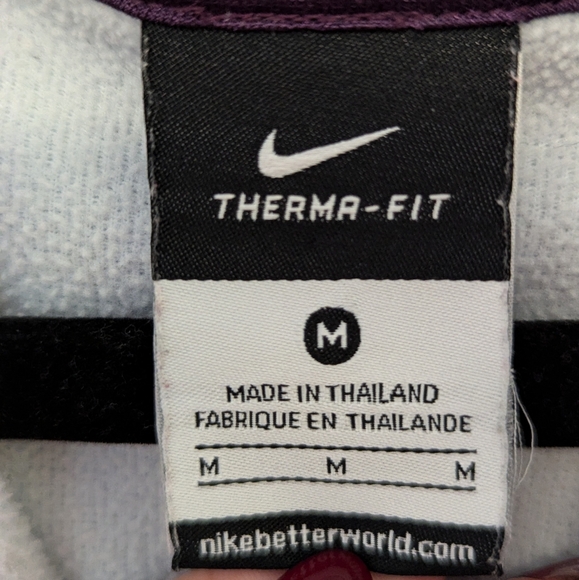 THERMA-FIT
M
MADE IN THAILAND
FABRIQUE EN THAILANDE
M M M
nikebetterworld.com